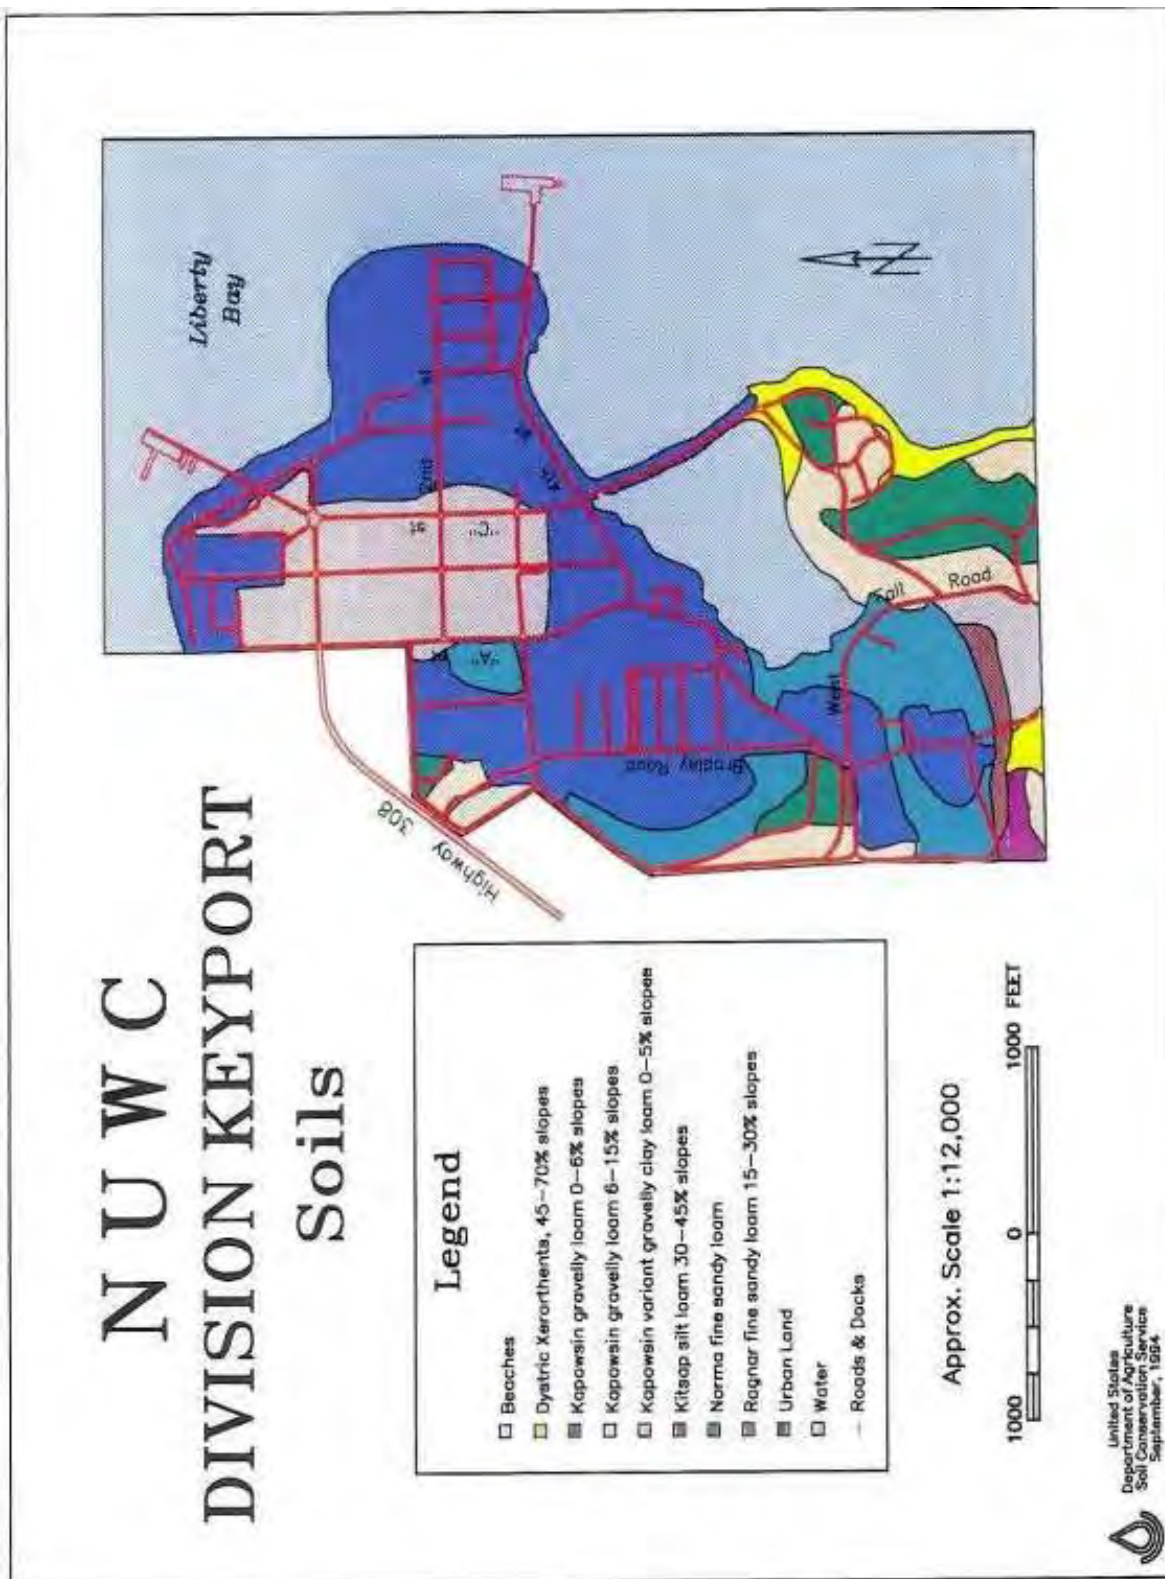 N U W C
DIVISION KEYPORT
Soils
Legend
Beaches
Dystric Xerorthents, 45-70% slopes
Kapowsin gravelly loam 0-6% slopes
Kapowsin gravelly loam 6-15% slopes
Kapowsin variant gravelly clay loam 0-5% slopes
Kitsap silt loam 30-45% slopes
Norma fine sandy loam
Ragnar fine sandy loam 15-30% slopes
Urban Land
Water
Roads & Docks
Approx. Scale 1:12,000
1000 0 1000 FEET
United States
Department of Agriculture
Soil Conservation Service
September, 1994
Liberty
Bay
Highway 308
2nd st
4th
"C" st
"A"
Bradley Road
West
Road
N